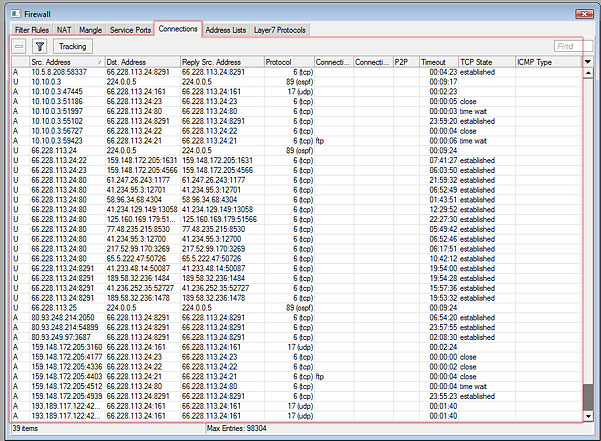 Firewall
Filter Rules NAT Mangle Service Ports Connections Address Lists Layer7 Protocols
Tracking Find
Src. Address / Dst. Address Reply Src. Address Protocol Connecti... Connectio... P2P Timeout TCP State ICMP Type
A 10.5.8.208:58337 66.228.113.24:8291 66.228.113.24:8291 6 (tcp) 00:04:23 established
U 10.10.0.3 224.0.0.5 224.0.0.5 89 (ospf) 00:09:17
A 10.10.0.3:47445 66.228.113.24:161 66.228.113.24:161 17 (udp) 00:02:23
A 10.10.0.3:51186 66.228.113.24:23 66.228.113.24:23 6 (tcp) 00:00:05 close
A 10.10.0.3:51997 66.228.113.24:80 66.228.113.24:80 6 (tcp) 00:00:03 time wait
A 10.10.0.3:55102 66.228.113.24:8291 66.228.113.24:8291 6 (tcp) 23:59:20 established
A 10.10.0.3:56727 66.228.113.24:22 66.228.113.24:22 6 (tcp) 00:00:04 close
A 10.10.0.3:59423 66.228.113.24:21 66.228.113.24:21 6 (tcp) ftp 00:00:06 time wait
U 66.228.113.24 224.0.0.5 224.0.0.5 89 (ospf) 00:09:24
U 66.228.113.24:22 159.148.172.205:1631 159.148.172.205:1631 6 (tcp) 07:41:27 established
U 66.228.113.24:23 159.148.172.205:4566 159.148.172.205:4566 6 (tcp) 06:03:50 established
U 66.228.113.24:80 61.247.26.243:1177 61.247.26.243:1177 6 (tcp) 21:59:32 established
U 66.228.113.24:80 41.234.95.3:12701 41.234.95.3:12701 6 (tcp) 06:52:49 established
U 66.228.113.24:80 58.96.34.68:4304 58.96.34.68:4304 6 (tcp) 01:43:51 established
U 66.228.113.24:80 41.234.129.149:13058 41.234.129.149:13058 6 (tcp) 12:29:52 established
U 66.228.113.24:80 125.160.169.179:51... 125.160.169.179:51566 6 (tcp) 22:27:30 established
U 66.228.113.24:80 77.48.235.215:8530 77.48.235.215:8530 6 (tcp) 05:49:42 established
U 66.228.113.24:80 41.234.95.3:12700 41.234.95.3:12700 6 (tcp) 06:52:46 established
U 66.228.113.24:80 217.52.99.170:3269 217.52.99.170:3269 6 (tcp) 06:17:51 established
U 66.228.113.24:80 65.5.222.47:50726 65.5.222.47:50726 6 (tcp) 10:42:12 established
U 66.228.113.24:8291 41.233.48.14:50087 41.233.48.14:50087 6 (tcp) 19:54:00 established
U 66.228.113.24:8291 189.58.32.236:1484 189.58.32.236:1484 6 (tcp) 19:54:28 established
U 66.228.113.24:8291 41.236.252.35:52727 41.236.252.35:52727 6 (tcp) 15:57:36 established
U 66.228.113.24:8291 189.58.32.236:1478 189.58.32.236:1478 6 (tcp) 19:53:32 established
U 66.228.113.25 224.0.0.5 224.0.0.5 89 (ospf) 00:09:24
A 80.93.248.214:2050 66.228.113.24:8291 66.228.113.24:8291 6 (tcp) 06:54:20 established
A 80.93.248.214:54899 66.228.113.24:8291 66.228.113.24:8291 6 (tcp) 23:57:55 established
A 80.93.249.97:3687 66.228.113.24:8291 66.228.113.24:8291 6 (tcp) 02:08:30 established
A 159.148.172.205:3160 66.228.113.24:161 66.228.113.24:161 17 (udp) 00:02:24
A 159.148.172.205:4177 66.228.113.24:23 66.228.113.24:23 6 (tcp) 00:00:00 close
A 159.148.172.205:4336 66.228.113.24:22 66.228.113.24:22 6 (tcp) 00:00:02 close
A 159.148.172.205:4403 66.228.113.24:21 66.228.113.24:21 6 (tcp) ftp 00:00:04 close
A 159.148.172.205:4512 66.228.113.24:80 66.228.113.24:80 6 (tcp) 00:00:04 time wait
A 159.148.172.205:4939 66.228.113.24:8291 66.228.113.24:8291 6 (tcp) 23:55:23 established
A 193.189.117.122:42... 66.228.113.24:161 66.228.113.24:161 17 (udp) 00:01:40
A 193.189.117.122:42... 66.228.113.24:161 66.228.113.24:161 17 (udp) 00:01:40
39 items Max Entries: 98304